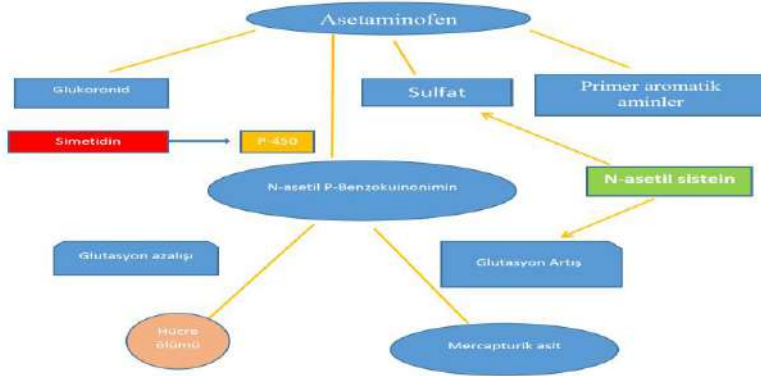 Asetaminofen
Glukoronid
Sulfat
Primer aromatik
aminler
Simetidin
P-450
N-asetil P-Benzokuinonimin
N-asetil sistein
Glutasyon azalışı
Glutasyon Artış
Hücre
ölümü
Mercapturik asit